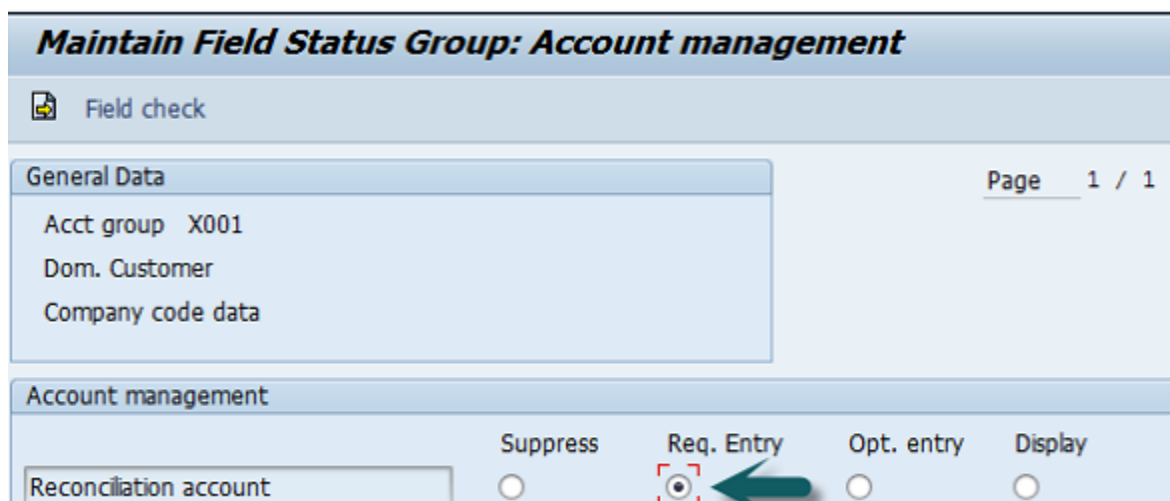 Maintain Field Status Group: Account management
Field check
General Data
Page 1 / 1
Acct group X001
Dom. Customer
Company code data
Account management
Suppress Req. Entry Opt. entry Display
Reconciliation account